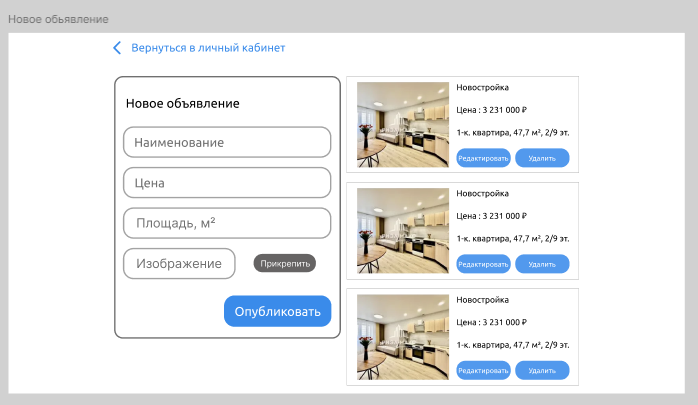 Новое объявление
Вернуться в личный кабинет
Новое объявление
Наименование
Цена
Площадь, м²
Изображение
Прикрепить
Опубликовать
Новостройка
Цена : 3 231 000 ₽
1-к. квартира, 47,7 м², 2/9 эт.
Редактировать
Удалить
Новостройка
Цена : 3 231 000 ₽
1-к. квартира, 47,7 м², 2/9 эт.
Редактировать
Удалить
Новостройка
Цена : 3 231 000 ₽
1-к. квартира, 47,7 м², 2/9 эт.
Редактировать
Удалить